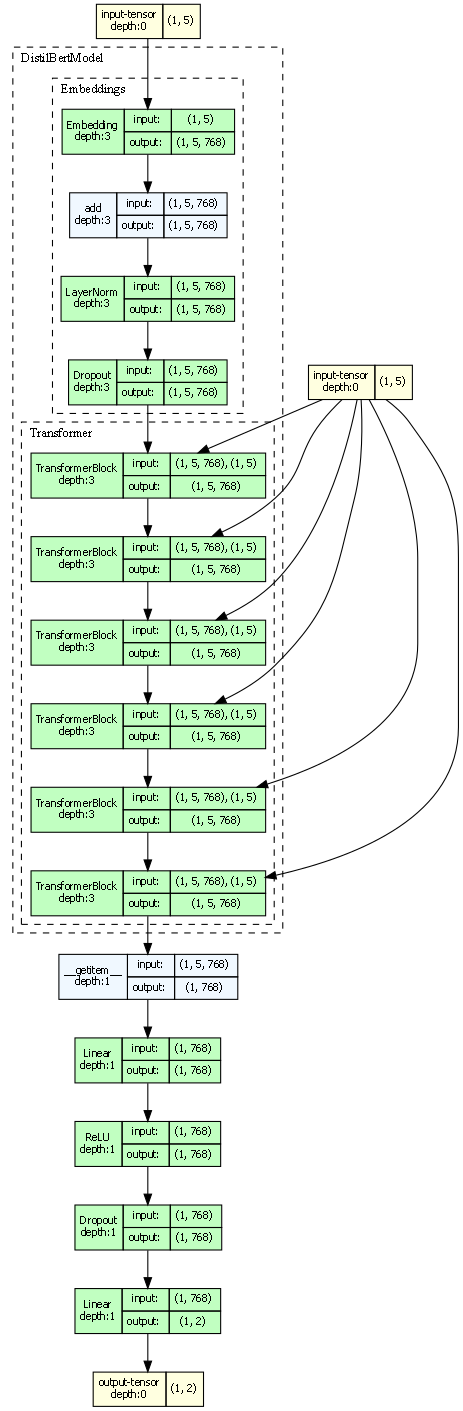 input-tensor
depth:0
(1, 5)
DistilBertModel
Embeddings
Embedding
depth:3
input:
(1, 5)
output:
(1, 5, 768)
add
depth:3
input:
(1, 5, 768)
output:
(1, 5, 768)
LayerNorm
depth:3
input:
(1, 5, 768)
output:
(1, 5, 768)
Dropout
depth:3
input:
(1, 5, 768)
output:
(1, 5, 768)
input-tensor
depth:0
(1, 5)
Transformer
TransformerBlock
depth:3
input:
(1, 5, 768), (1, 5)
output:
(1, 5, 768)
TransformerBlock
depth:3
input:
(1, 5, 768), (1, 5)
output:
(1, 5, 768)
TransformerBlock
depth:3
input:
(1, 5, 768), (1, 5)
output:
(1, 5, 768)
TransformerBlock
depth:3
input:
(1, 5, 768), (1, 5)
output:
(1, 5, 768)
TransformerBlock
depth:3
input:
(1, 5, 768), (1, 5)
output:
(1, 5, 768)
TransformerBlock
depth:3
input:
(1, 5, 768), (1, 5)
output:
(1, 5, 768)
__getitem__
depth:1
input:
(1, 5, 768)
output:
(1, 768)
Linear
depth:1
input:
(1, 768)
output:
(1, 768)
ReLU
depth:1
input:
(1, 768)
output:
(1, 768)
Dropout
depth:1
input:
(1, 768)
output:
(1, 768)
Linear
depth:1
input:
(1, 768)
output:
(1, 2)
output-tensor
depth:0
(1, 2)